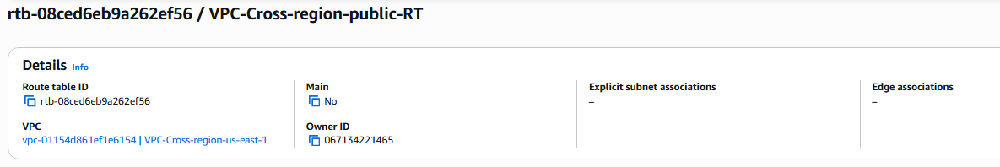 rtb-08ced6eb9a262ef56 / VPC-Cross-region-public-RT
Details Info
Route table ID
rtb-08ced6eb9a262ef56
Main
No
Explicit subnet associations
–
Edge associations
–
VPC
vpc-01154d861ef1e6154 | VPC-Cross-region-us-east-1
Owner ID
067134221465